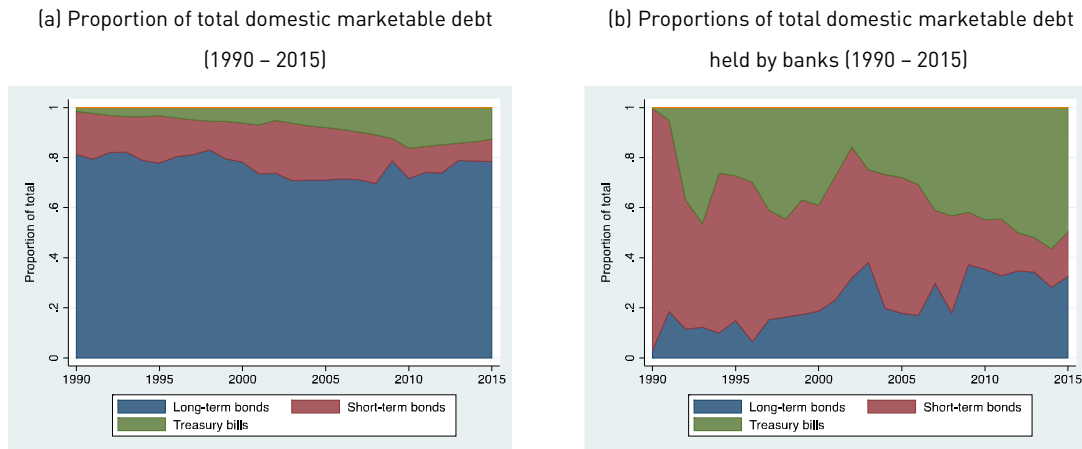 (a) Proportion of total domestic marketable debt
(1990 – 2015)
Proportion of total
0
.2
.4
.6
.8
1
1990
1995
2000
2005
2010
2015
Long-term bonds
Short-term bonds
Treasury bills
(b) Proportions of total domestic marketable debt
held by banks (1990 – 2015)
Proportion of total
0
.2
.4
.6
.8
1
1990
1995
2000
2005
2010
2015
Long-term bonds
Short-term bonds
Treasury bills